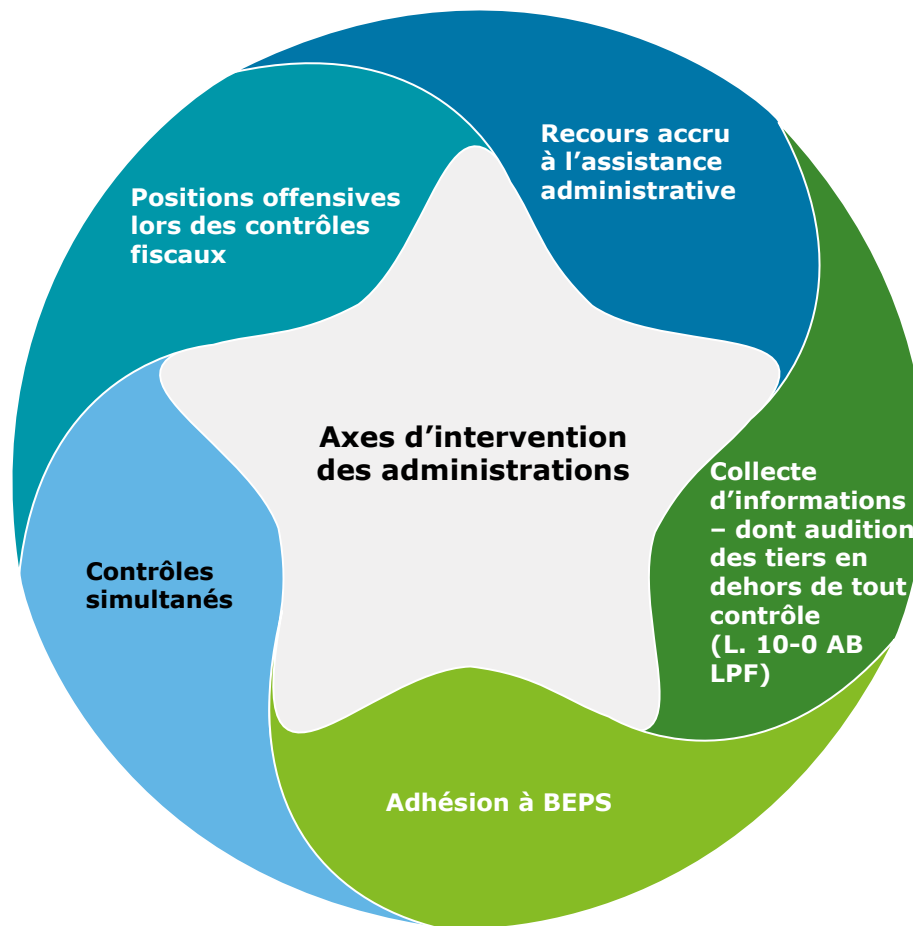 Recours accru
à l'assistance
administrative
Positions offensives
lors des contrôles
fiscaux
Axes d'intervention
des administrations
Collecte
d'informations
– dont audition
des tiers en
dehors de tout
contrôle
(L. 10-0 AB
LPF)
Contrôles
simultanés
Adhésion à BEPS